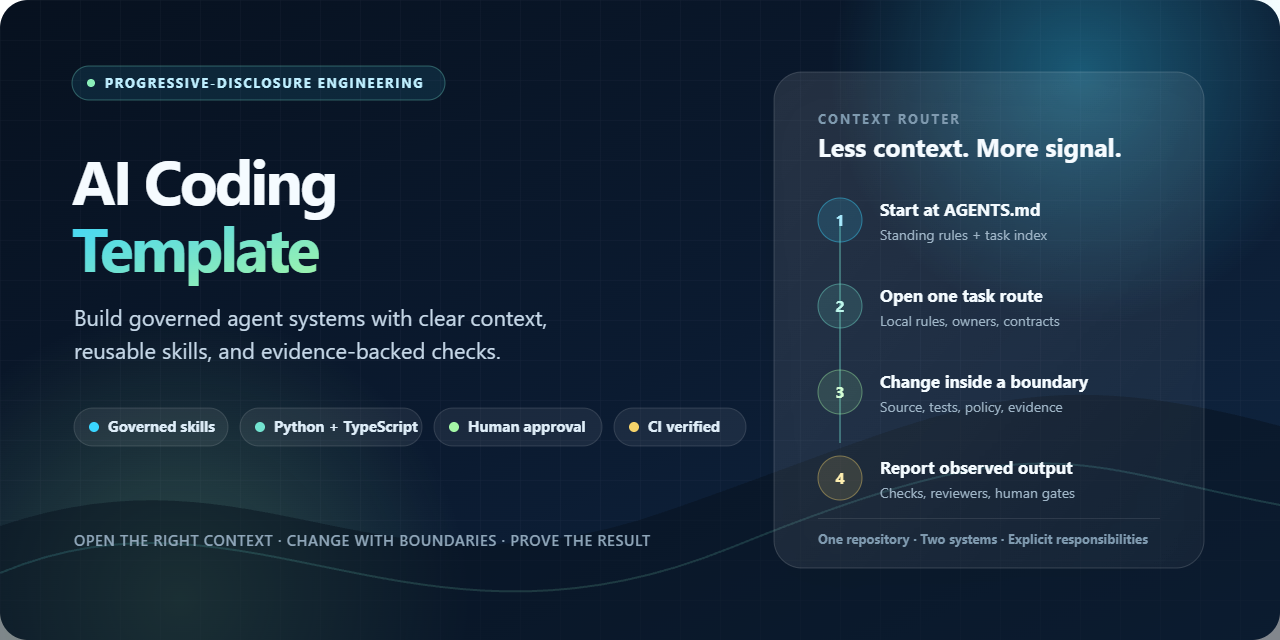 PROGRESSIVE-DISCLOSURE ENGINEERING
AI Coding
Template
Build governed agent systems with clear context,
reusable skills, and evidence-backed checks.
Governed skills
Python + TypeScript
Human approval
CI verified
OPEN THE RIGHT CONTEXT · CHANGE WITH BOUNDARIES · PROVE THE RESULT
CONTEXT ROUTER
Less context. More signal.
1
Start at AGENTS.md
Standing rules + task index
2
Open one task route
Local rules, owners, contracts
3
Change inside a boundary
Source, tests, policy, evidence
4
Report observed output
Checks, reviewers, human gates
One repository · Two systems · Explicit responsibilities